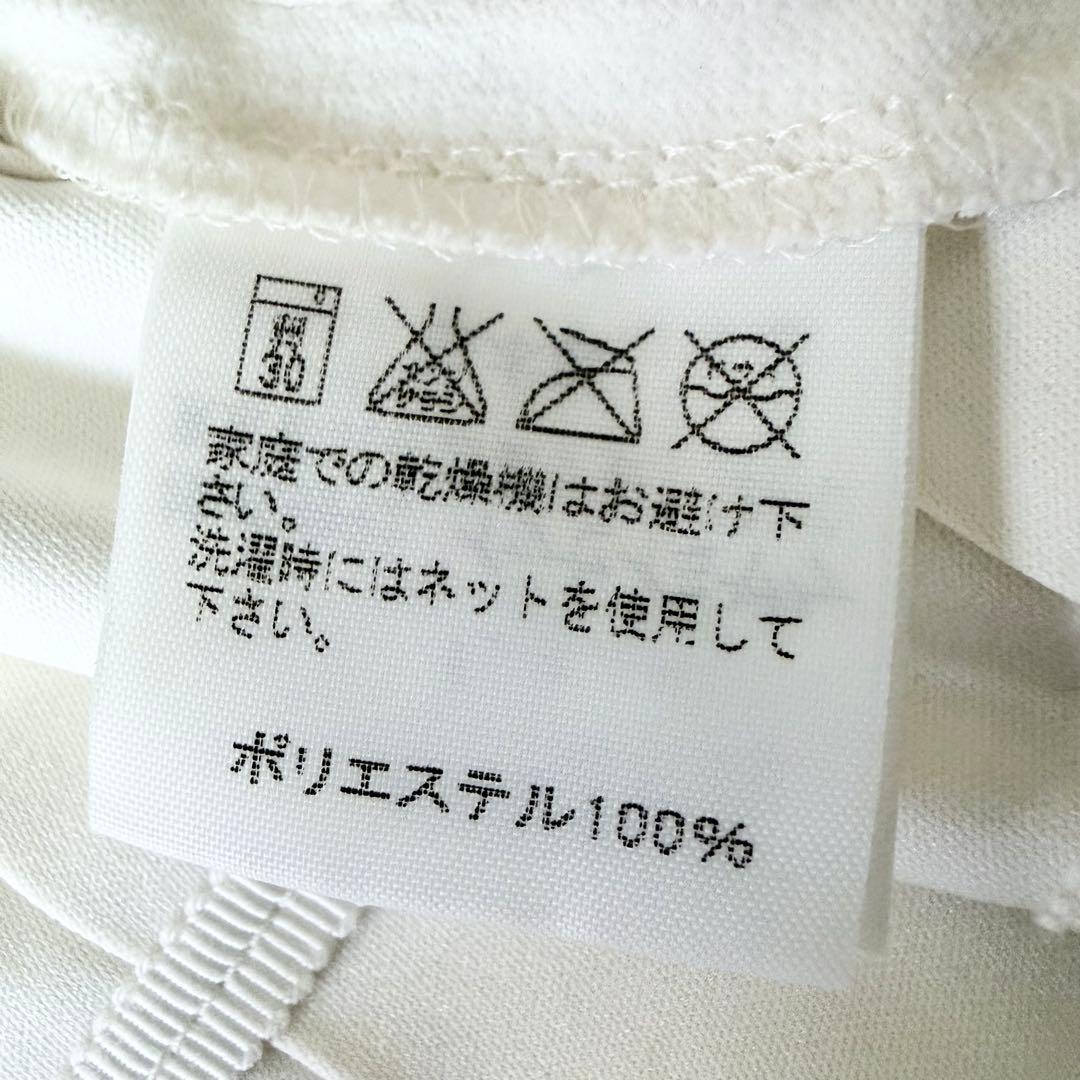 30
家庭での乾燥機はお避け下
さい。
洗濯時にはネットを使用して
下さい。
ポリエステル100%